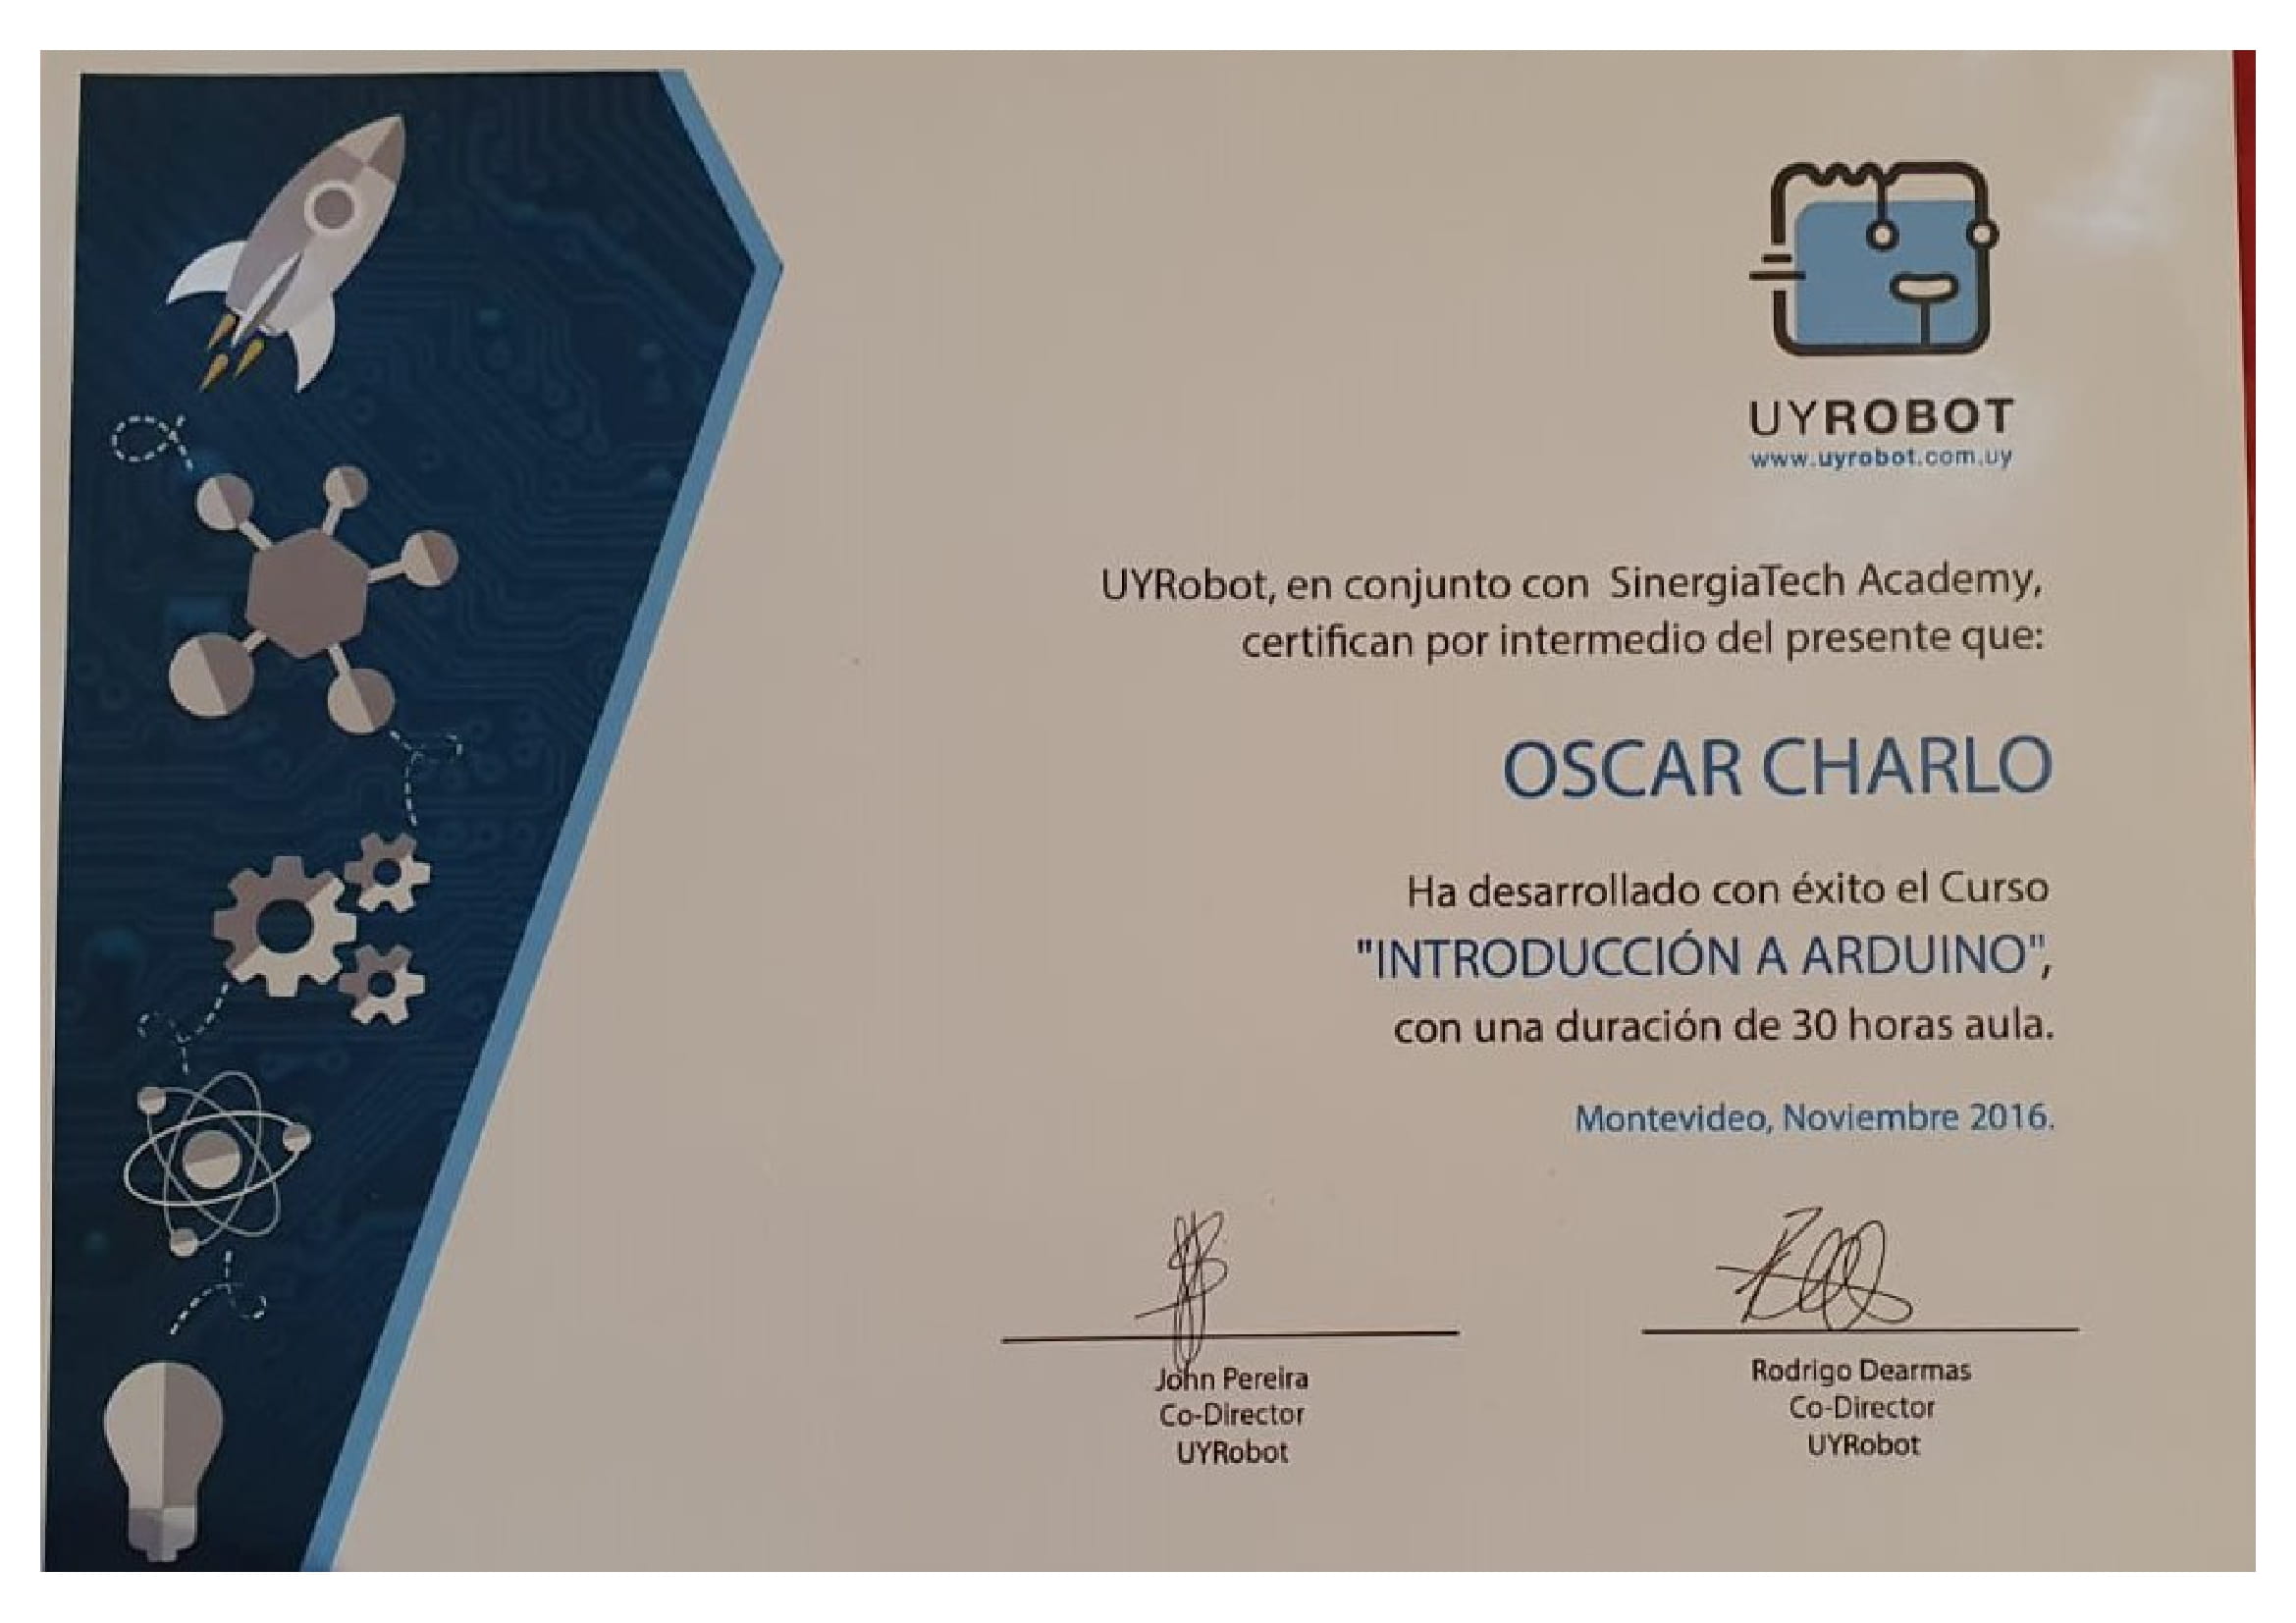 UYROBOT
www.uyrobot.com.uy
UYRobot, en conjunto con SinergiaTech Academy,
certifican por intermedio del presente que:
OSCAR CHARLO
Ha desarrollado con éxito el Curso
"INTRODUCCIÓN A ARDUINO",
con una duración de 30 horas aula.
Montevideo, Noviembre 2016.
John Pereira
Co-Director
UYRobot
Rodrigo Dearmas
Co-Director
UYRobot